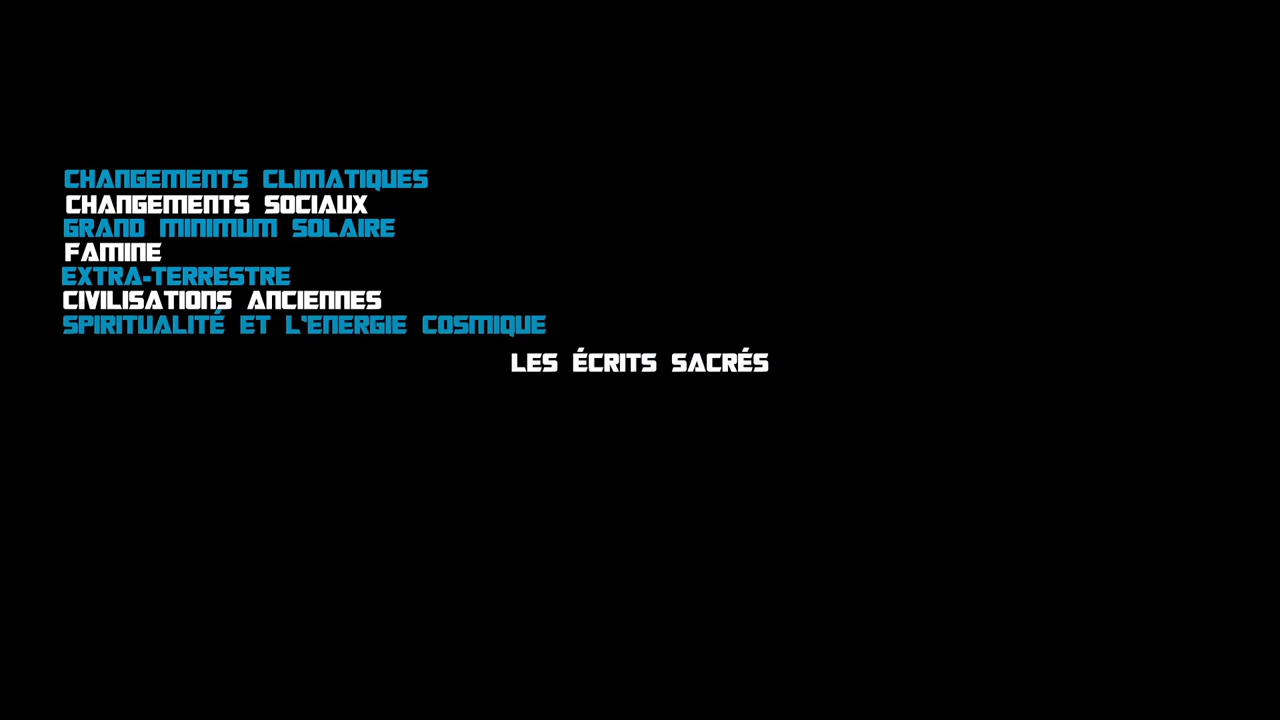 CHANGEMENTS CLIMATIQUES
CHANGEMENTS SOCIAUX
GRAND MINIMUM SOLAIRE
FAMINE
EXTRA-TERRESTRE
CIVILISATIONS ANCIENNES
SPIRITUALITÉ ET L'ENERGIE COSMIQUE
LES ÉCRITS SACRÉS